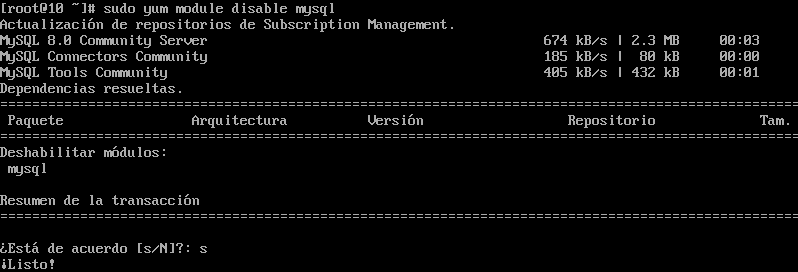 [root@10 ~]# sudo yum module disable mysql
Actualización de repositorios de Subscription Management.
MySQL 8.0 Community Server 674 kB/s | 2.3 MB 00:03
MySQL Connectors Community 185 kB/s | 80 kB 00:00
MySQL Tools Community 405 kB/s | 432 kB 00:01
Dependencias resueltas.
================================================================================
Paquete Arquitectura Versión Repositorio Tam.
================================================================================
Deshabilitar módulos:
mysql
Resumen de la transacción
================================================================================
¿Está de acuerdo [s/N]?: s
¡Listo!